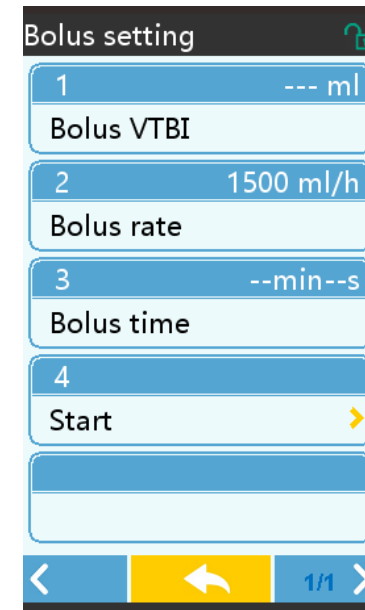 Bolus setting
1 --- ml
Bolus VTBI
2 1500 ml/h
Bolus rate
3 --min--s
Bolus time
4
Start
1/1